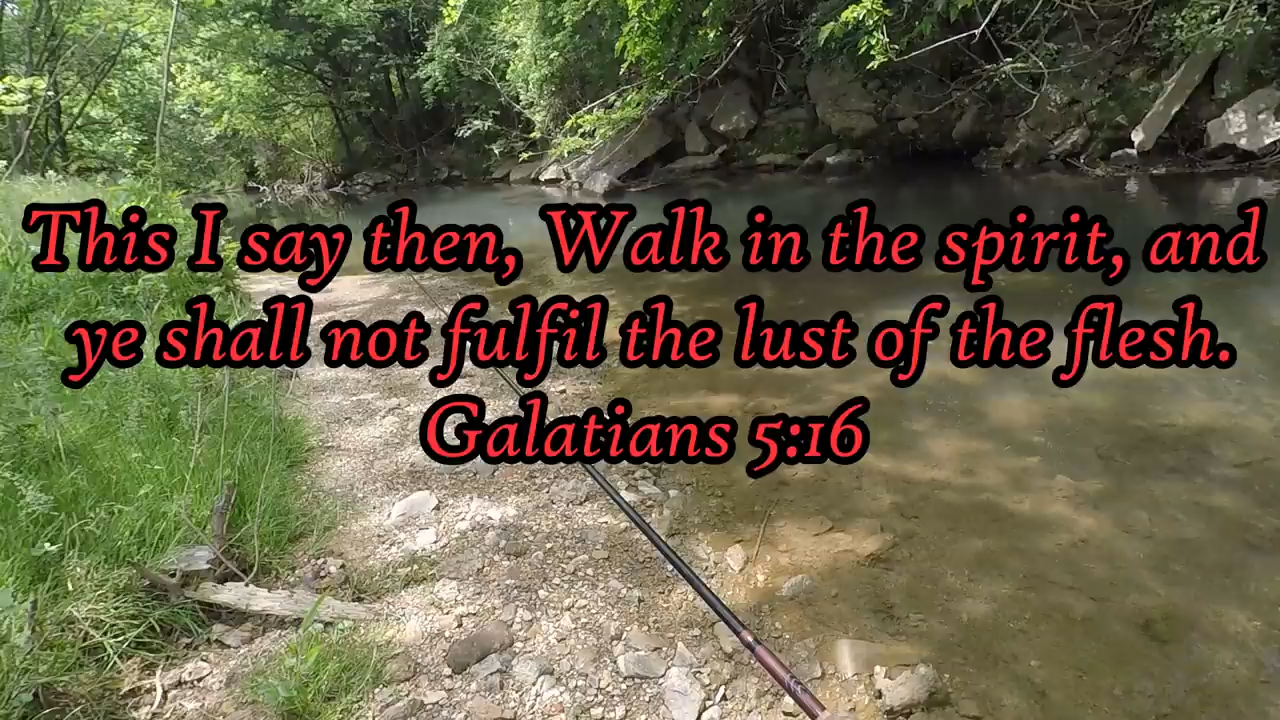 This I say then, Walk in the spirit, and
ye shall not fulfil the lust of the flesh.
Galatians 5:16